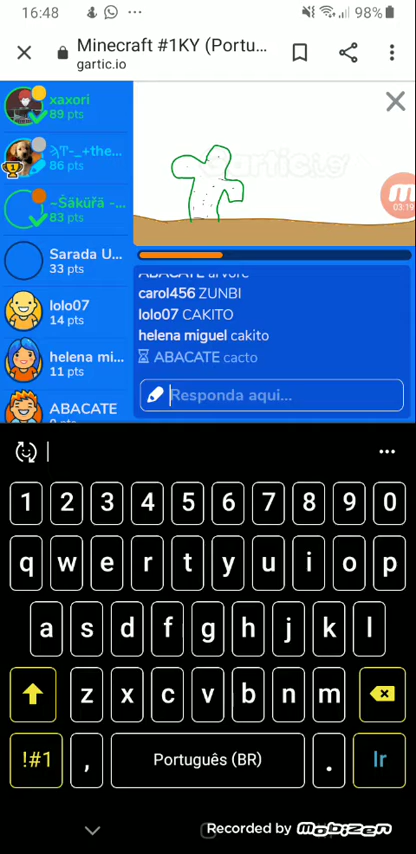 16:48
98%
Minecraft #1KY (Portu...
gartic.io
xaxori
89 pts
86 pts
83 pts
Sarada U...
33 pts
lolo07
14 pts
helena mi...
11 pts
ABACATE
03:19
carol456 ZUNBI
lolo07 CAKITO
helena miguel cakito
ABACATE cacto
Responda aqui...
1 2 3 4 5 6 7 8 9 0
q w e r t y u i o p
a s d f g h j k l
z x c v b n m
!#1 , Português (BR) . Ir
Recorded by MOBIZEN